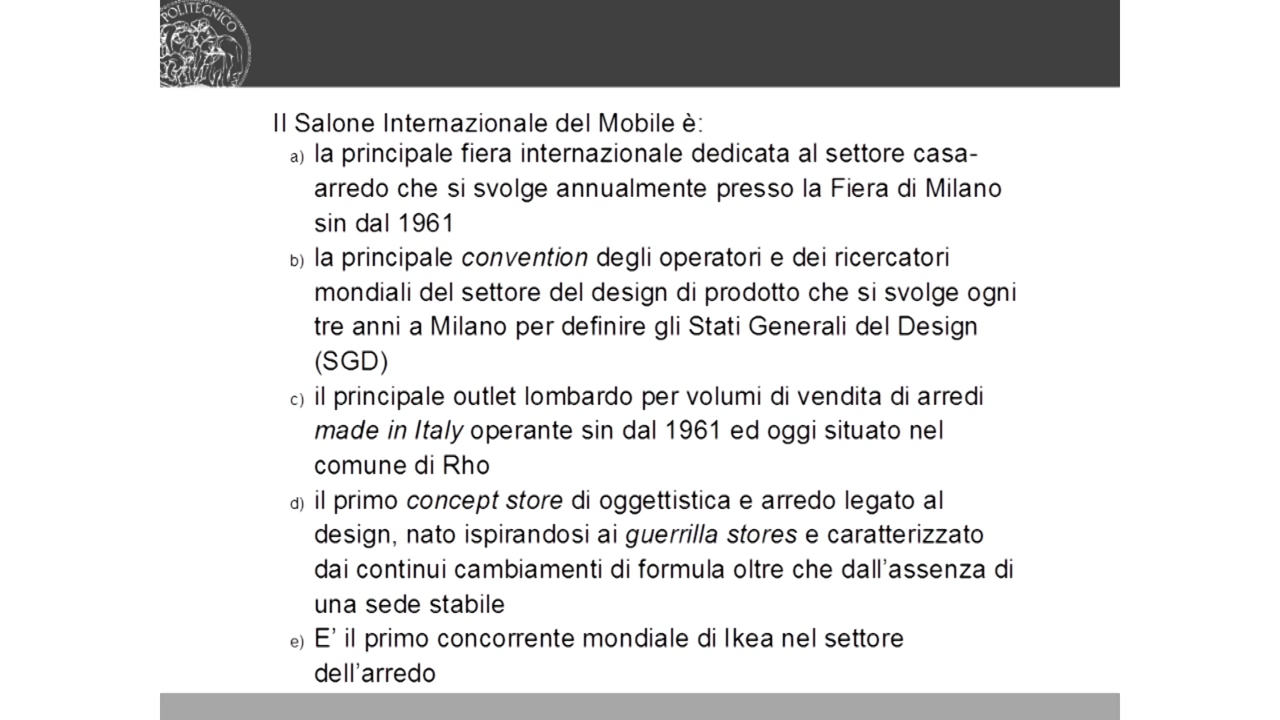 POLITECNICO
Il Salone Internazionale del Mobile è:
a) la principale fiera internazionale dedicata al settore casa-
arredo che si svolge annualmente presso la Fiera di Milano
sin dal 1961
b) la principale convention degli operatori e dei ricercatori
mondiali del settore del design di prodotto che si svolge ogni
tre anni a Milano per definire gli Stati Generali del Design
(SGD)
c) il principale outlet lombardo per volumi di vendita di arredi
made in Italy operante sin dal 1961 ed oggi situato nel
comune di Rho
d) il primo concept store di oggettistica e arredo legato al
design, nato ispirandosi ai guerrilla stores e caratterizzato
dai continui cambiamenti di formula oltre che dall’assenza di
una sede stabile
e) E’ il primo concorrente mondiale di Ikea nel settore
dell’arredo